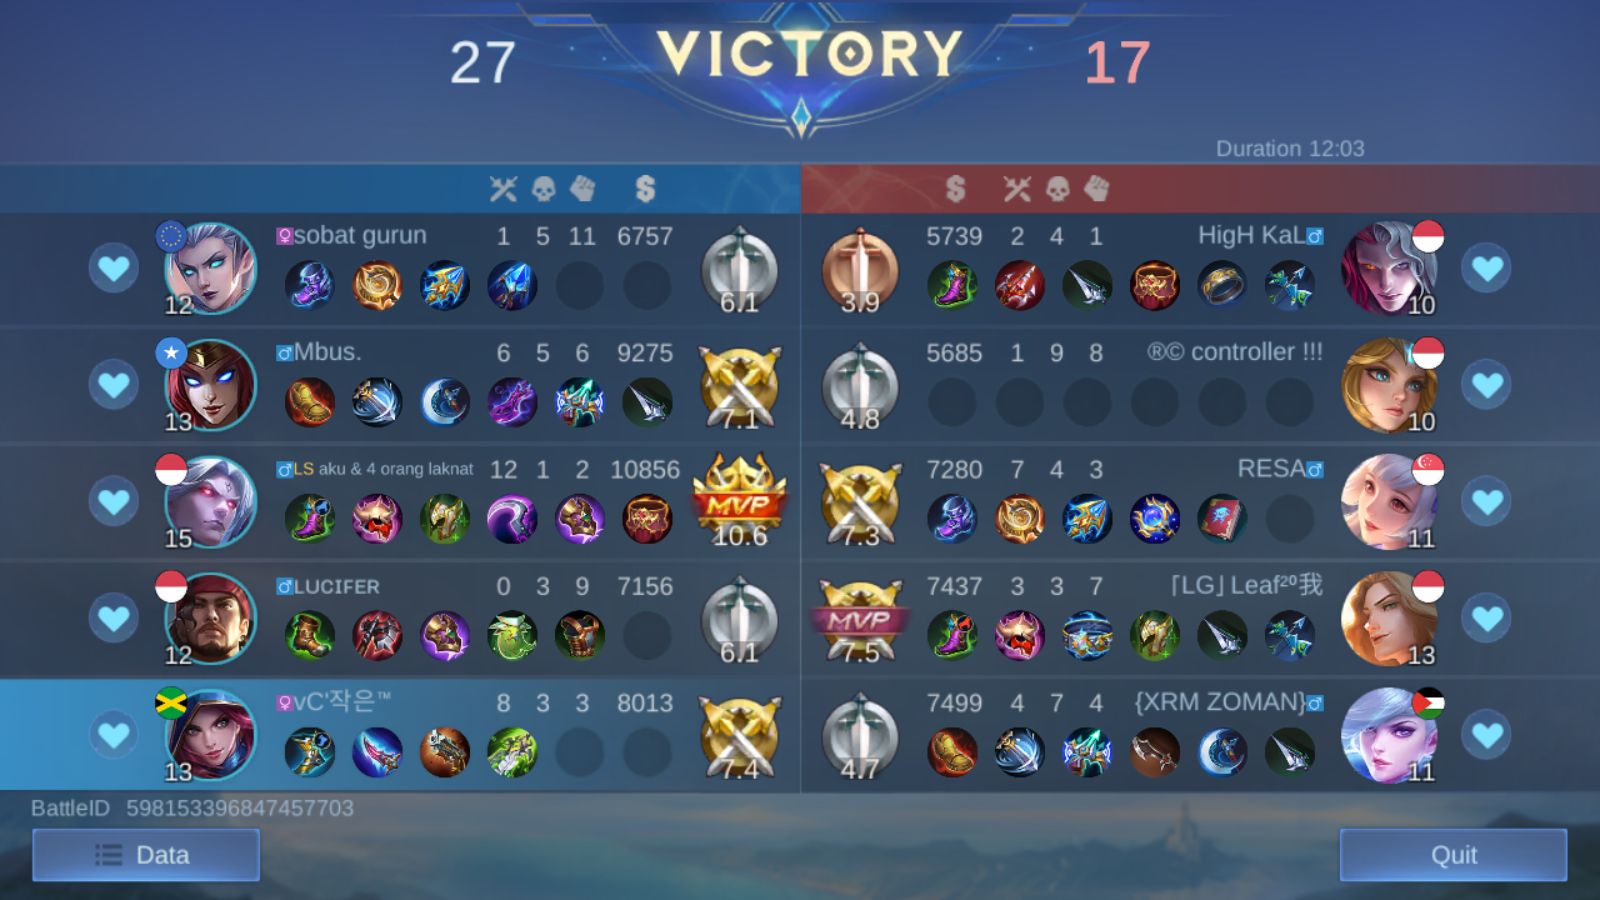 27 VICTORY 17
Duration 12:03
sobat gurun 1 5 11 6757
12 6.1
5739 2 4 1 HigH KaL
3.9 10
Mbus. 6 5 6 9275
13 7.1
5685 1 9 8 ®© controller !!!
4.8 10
LS aku & 4 orang laknat 12 1 2 10856
15 MVP 10.6
7280 7 4 3 RESA
7.3 11
LUCIFER 0 3 9 7156
12 6.1
7437 3 3 7 「LG」Leaf²⁰我
MVP 7.5 13
vC'작은™ 8 3 3 8013
13 7.4
7499 4 7 4 {XRM ZOMAN}
4.7 11
BattleID 598153396847457703
Data
Quit